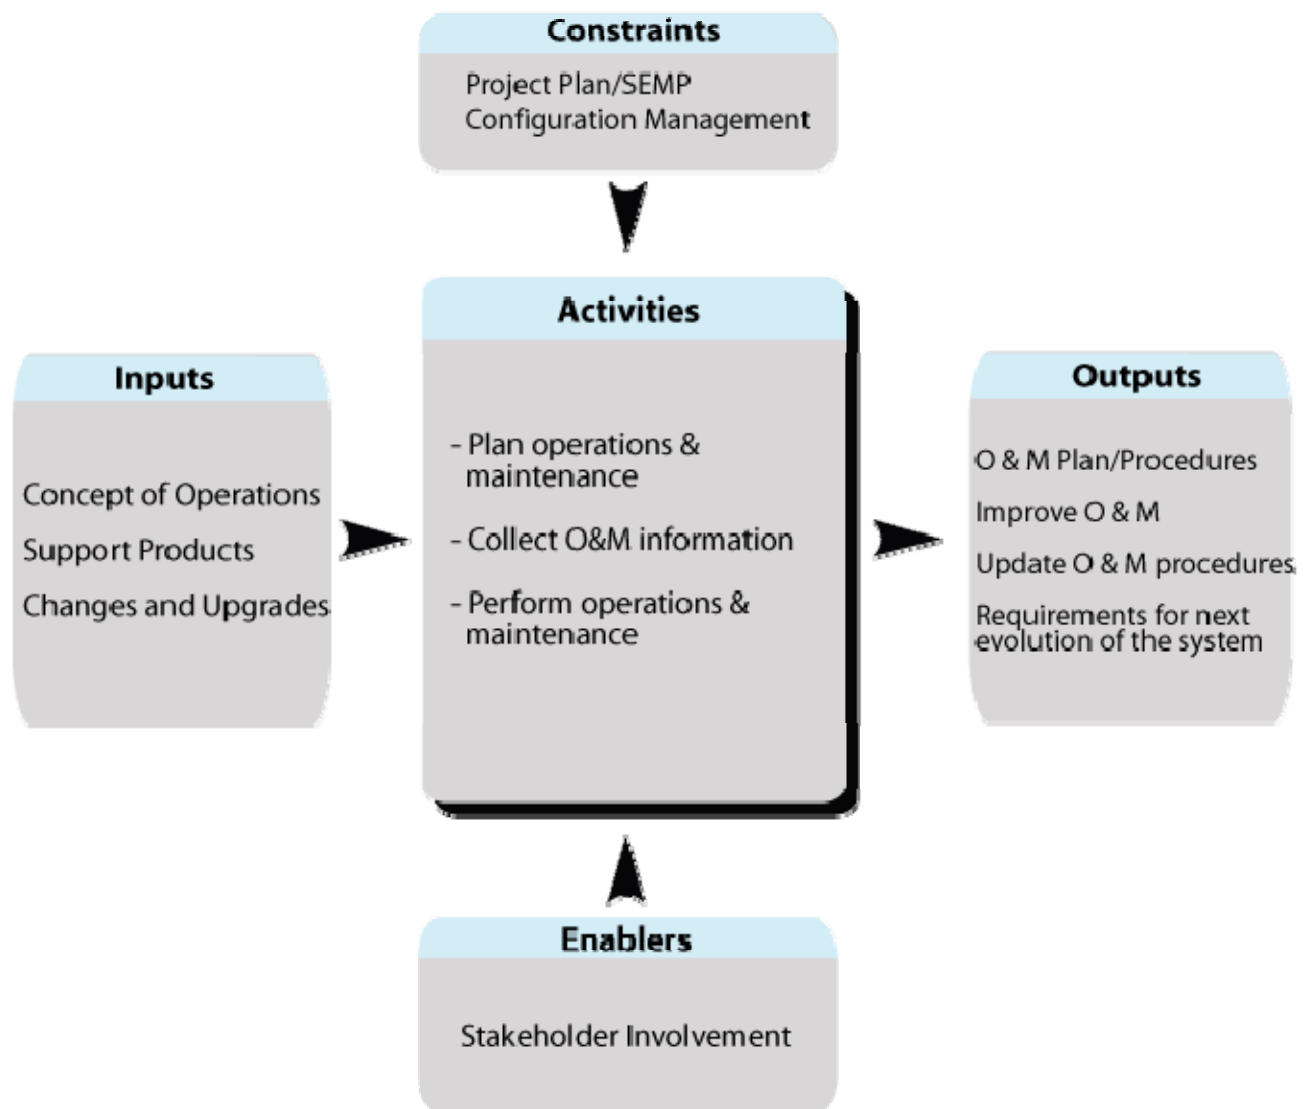 Constraints
Project Plan/SEMP
Configuration Management
Inputs
Concept of Operations
Support Products
Changes and Upgrades
Activities
- Plan operations &
maintenance
- Collect O&M information
- Perform operations &
maintenance
Outputs
O & M Plan/Procedures
Improve O & M
Update O & M procedures
Requirements for next
evolution of the system
Enablers
Stakeholder Involvement